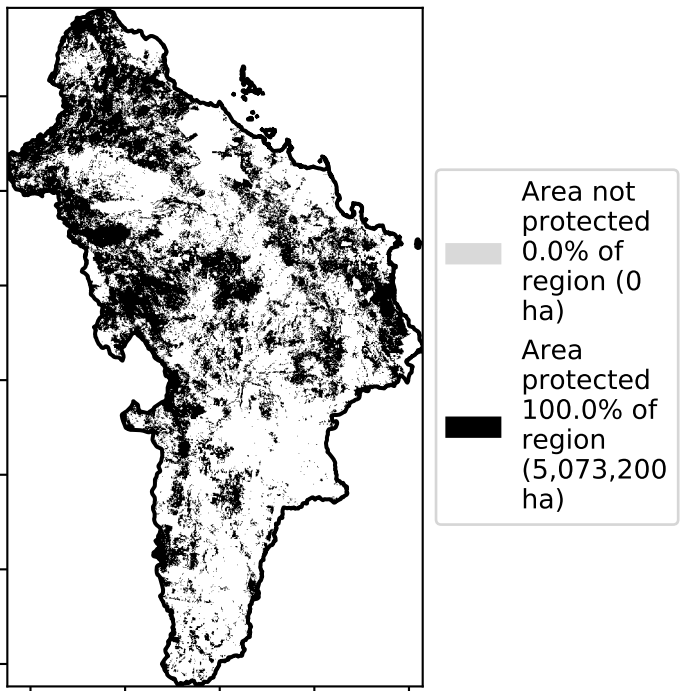 Area not
protected
0.0% of
region (0
ha)
Area
protected
100.0% of
region
(5,073,200
ha)